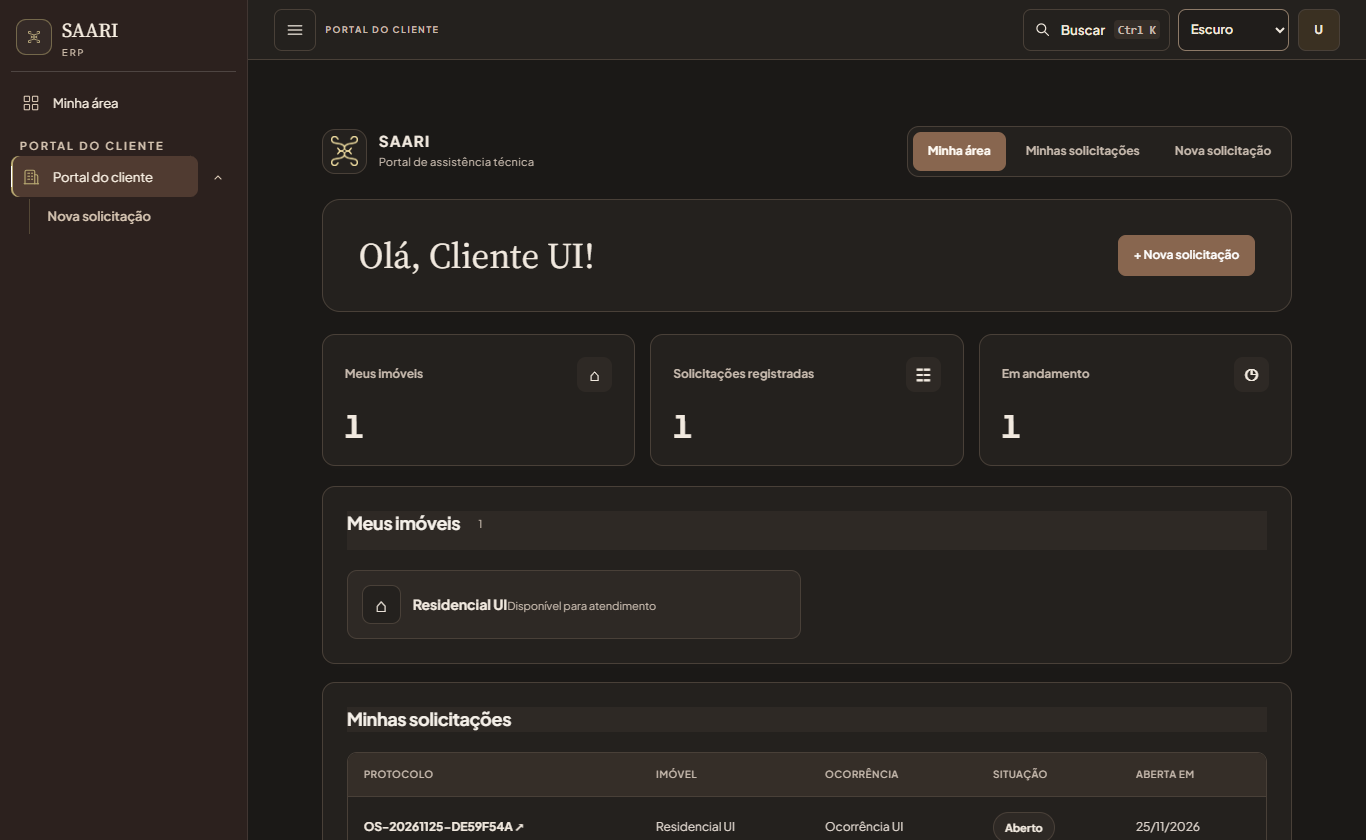 SAARI
ERP
Minha área
PORTAL DO CLIENTE
Portal do cliente
Nova solicitação
PORTAL DO CLIENTE
Buscar Ctrl K
Escuro
U
SAARI
Portal de assistência técnica
Minha área
Minhas solicitações
Nova solicitação
Olá, Cliente UI!
+ Nova solicitação
Meus imóveis
1
Solicitações registradas
1
Em andamento
1
Meus imóveis 1
Residencial UIDisponível para atendimento
Minhas solicitações
PROTOCOLO IMÓVEL OCORRÊNCIA SITUAÇÃO ABERTA EM
OS-20261125-DE59F54A↗ Residencial UI Ocorrência UI Aberto 25/11/2026